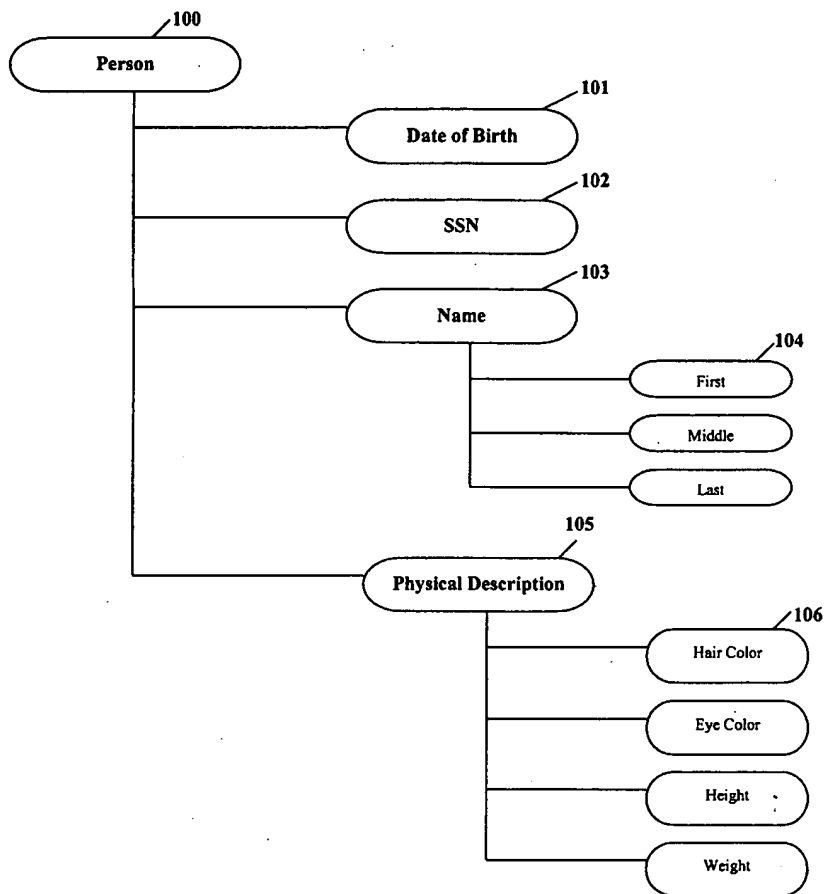 100
Person
101
Date of Birth
102
SSN
103
Name
104
First
Middle
Last
105
Physical Description
106
Hair Color
Eye Color
Height
Weight